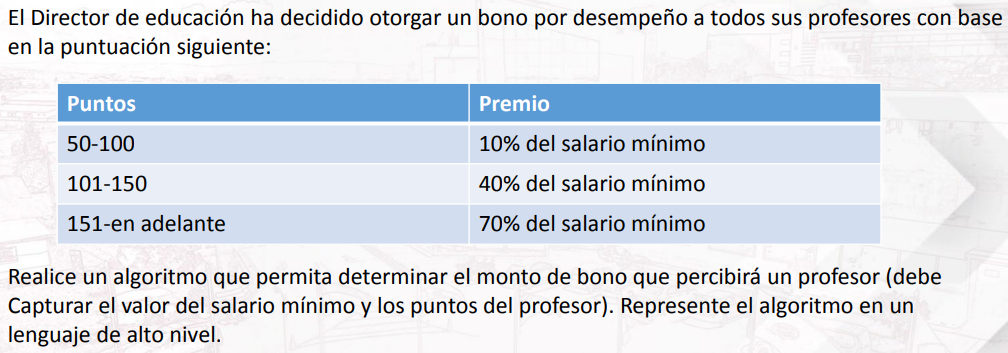 El Director de educación ha decidido otorgar un bono por desempeño a todos sus profesores con base
en la puntuación siguiente:
Puntos Premio
50-100 10% del salario mínimo
101-150 40% del salario mínimo
151-en adelante 70% del salario mínimo
Realice un algoritmo que permita determinar el monto de bono que percibirá un profesor (debe
Capturar el valor del salario mínimo y los puntos del profesor). Represente el algoritmo en un
lenguaje de alto nivel.